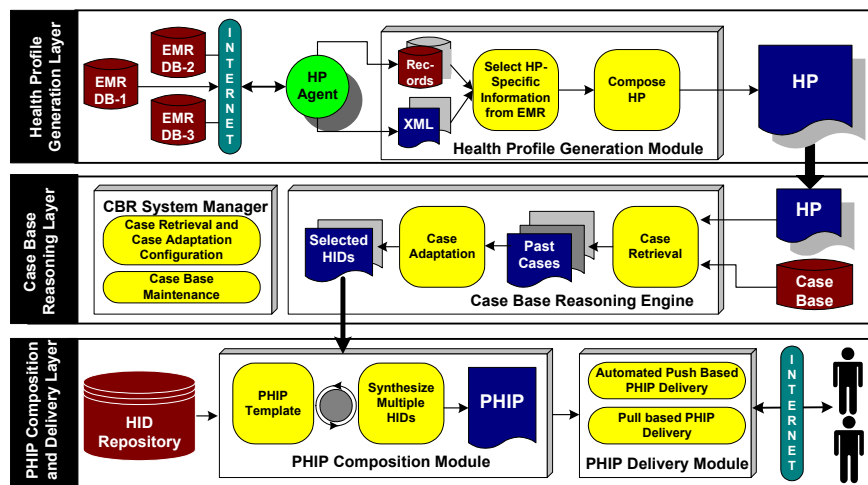 Health Profile
Generation Layer
EMR
DB-1
EMR
DB-2
EMR
DB-3
INTERNET
HP
Agent
Rec-
ords
XML
Select HP-
Specific
Information
from EMR
Compose
HP
Health Profile Generation Module
HP
Case Base
Reasoning Layer
CBR System Manager
Case Retrieval and
Case Adaptation
Configuration
Case Base
Maintenance
Selected
HIDs
Case
Adaptation
Past
Cases
Case
Retrieval
Case Base Reasoning Engine
HP
Case
Base
PHIP Composition
and Delivery Layer
HID
Repository
PHIP
Template
Synthesize
Multiple
HIDs
PHIP
PHIP Composition Module
Automated Push Based
PHIP Delivery
Pull based PHIP
Delivery
PHIP Delivery Module
INTERNET